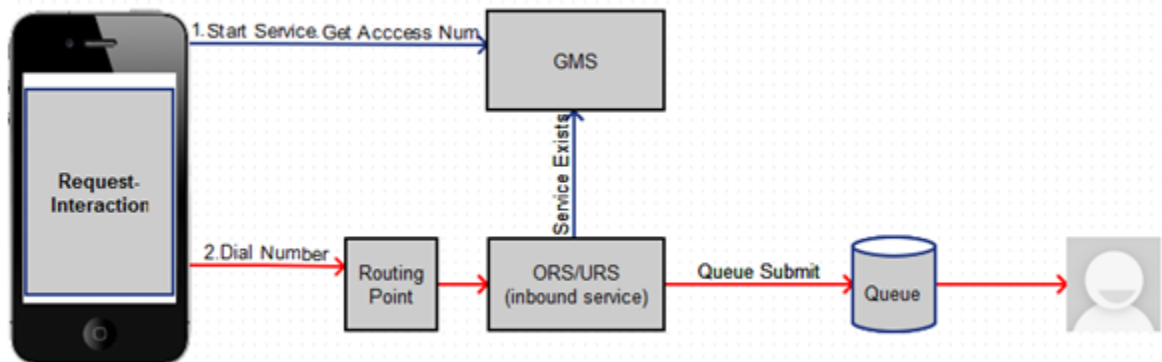 1.Start Service.Get Acccess Num
GMS
Service Exists
Request-
Interaction
2.Dial Number
Routing
Point
ORS/URS
(inbound service)
Queue Submit
Queue